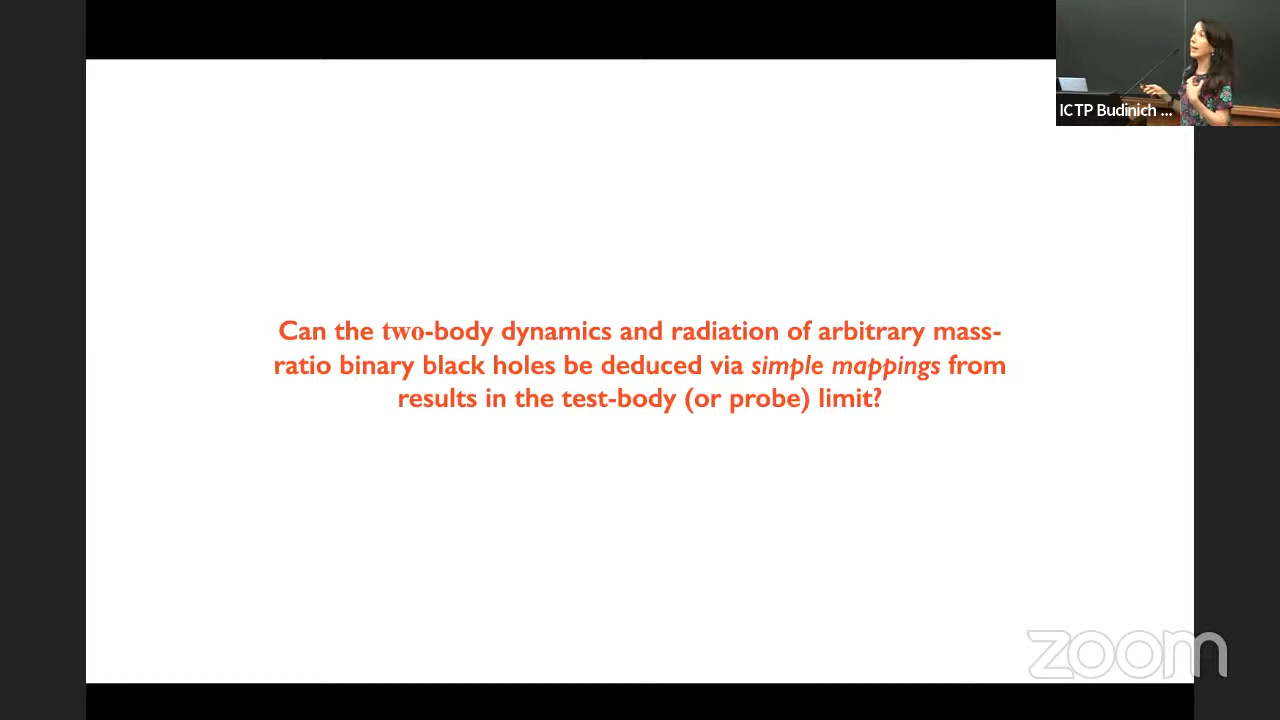 ICTP Budinich ...
Can the two-body dynamics and radiation of arbitrary mass-
ratio binary black holes be deduced via simple mappings from
results in the test-body (or probe) limit?
zoom